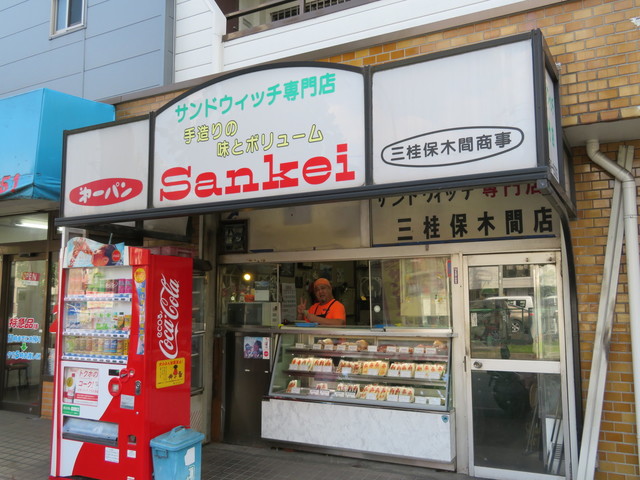 サンドウィッチ専門店
手造りの
味とボリューム
Sankei
三桂保木間商事
第一パン
サンドウィッチ専門店
三桂保木間店
Coca-Cola